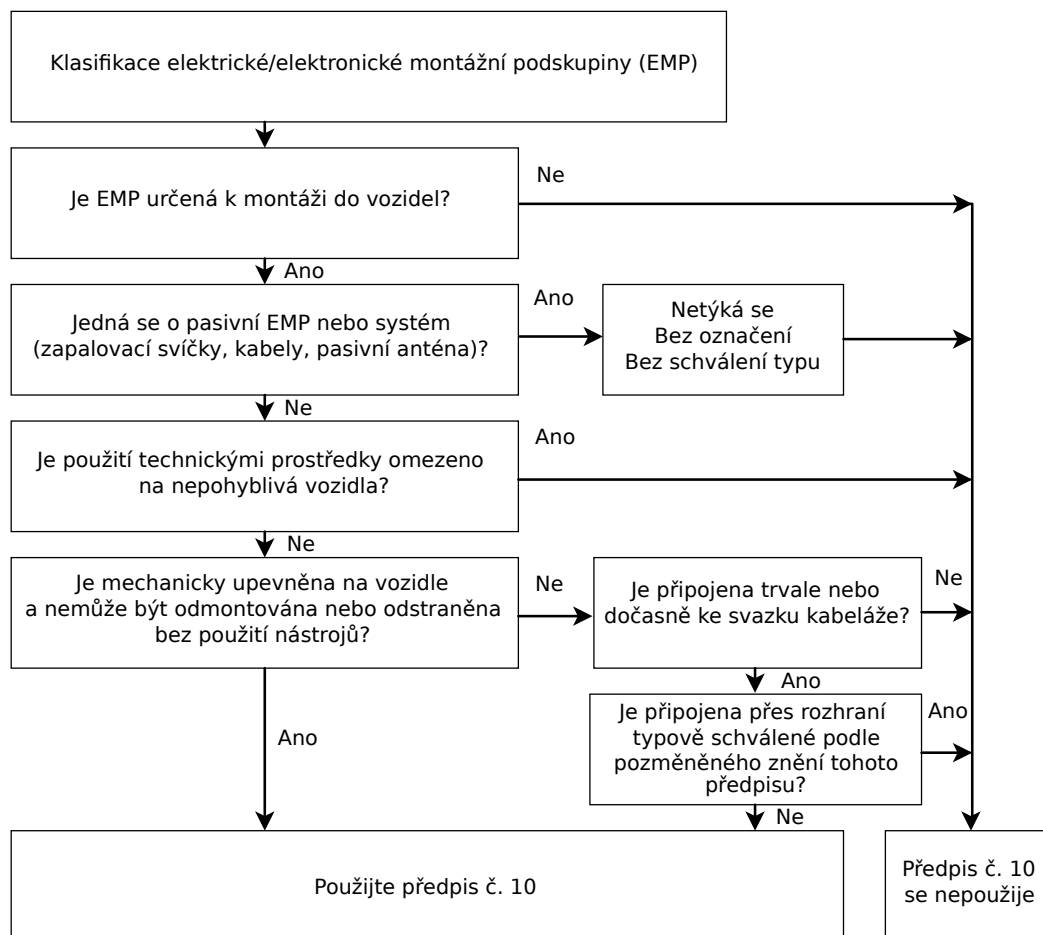 Klasifikace elektrické/elektronické montážní podskupiny (EMP)
Je EMP určená k montáži do vozidel?
Ne
Ano
Jedná se o pasivní EMP nebo systém
(zapalovací svíčky, kabely, pasivní anténa)?
Ano
Netýká se
Bez označení
Bez schválení typu
Ne
Je použití technickými prostředky omezeno
na nepohyblivá vozidla?
Ano
Ne
Je mechanicky upevněna na vozidle
a nemůže být odmontována nebo odstraněna
bez použití nástrojů?
Ne
Je připojena trvale nebo
dočasně ke svazku kabeláže?
Ne
Ano
Je připojena přes rozhraní
typově schválené podle
pozměněného znění tohoto
předpisu?
Ano
Ano
Ne
Použijte předpis č. 10
Předpis č. 10
se nepoužije